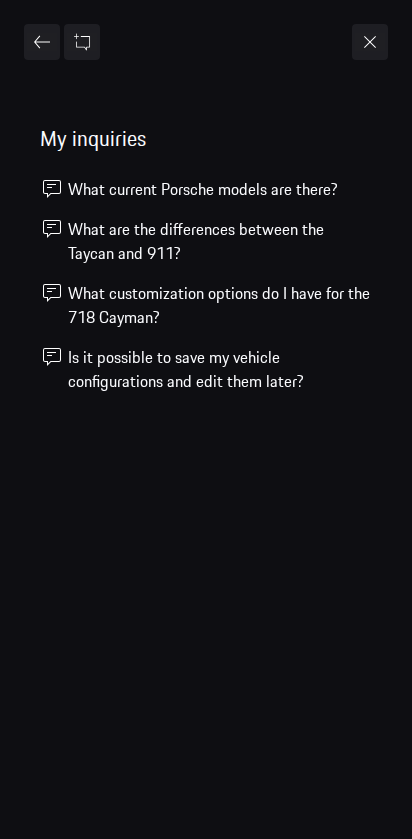 My inquiries
What current Porsche models are there?
What are the differences between the
Taycan and 911?
What customization options do I have for the
718 Cayman?
Is it possible to save my vehicle
configurations and edit them later?